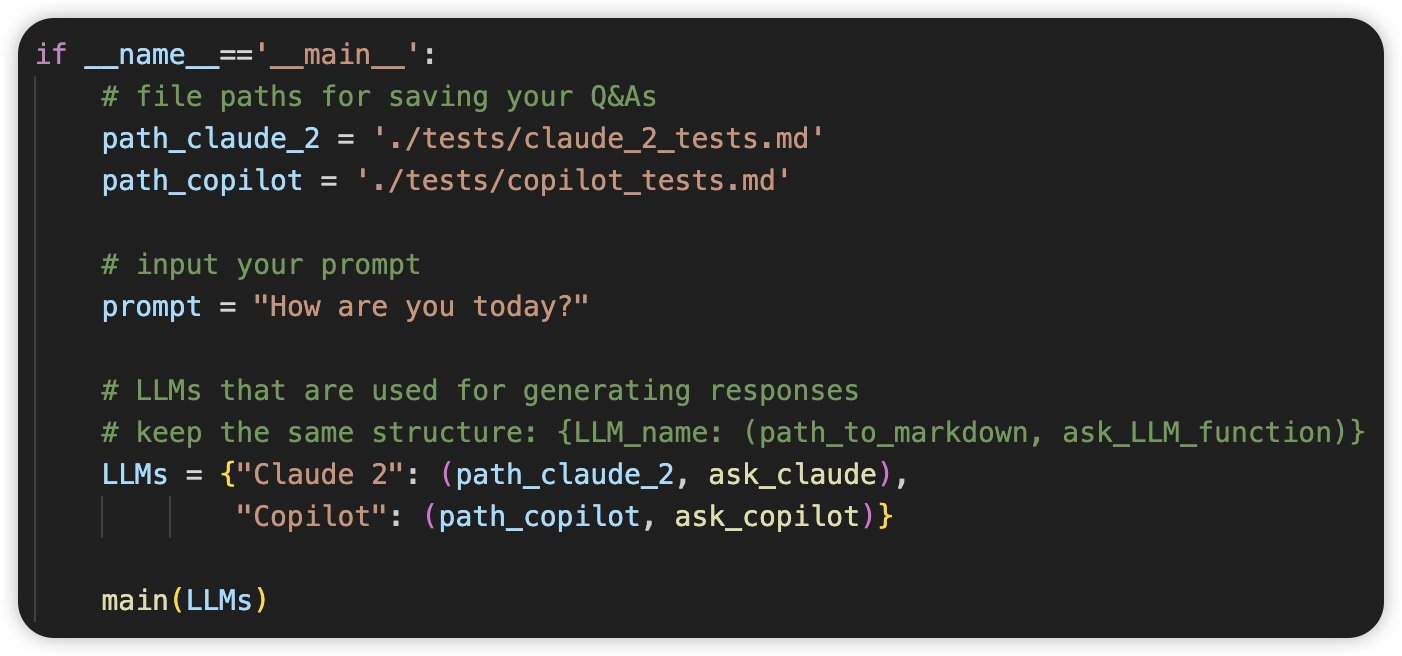 if __name__=='__main__':
# file paths for saving your Q&As
path_claude_2 = './tests/claude_2_tests.md'
path_copilot = './tests/copilot_tests.md'
# input your prompt
prompt = "How are you today?"
# LLMs that are used for generating responses
# keep the same structure: {LLM_name: (path_to_markdown, ask_LLM_function)}
LLMs = {"Claude 2": (path_claude_2, ask_claude),
"Copilot": (path_copilot, ask_copilot)}
main(LLMs)